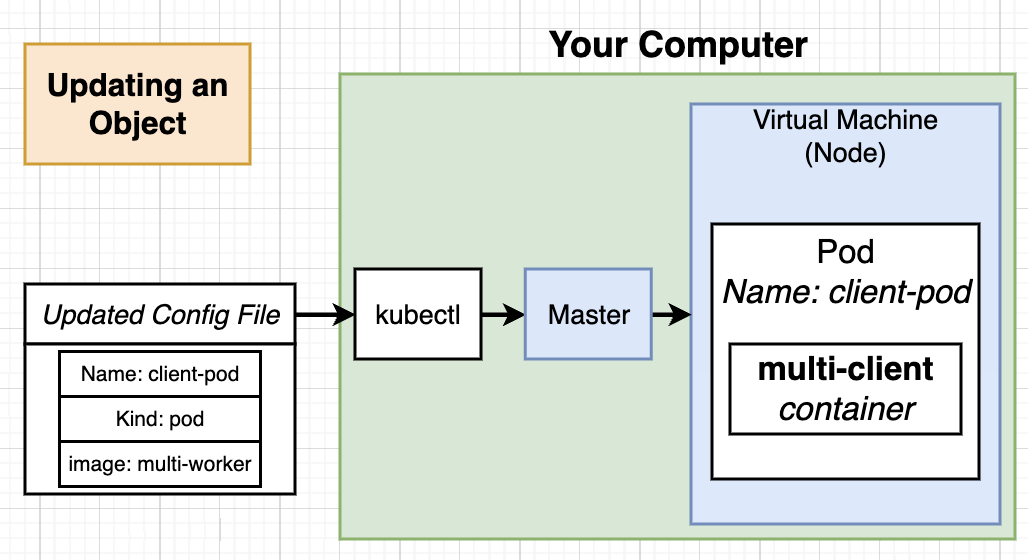 Updating an
Object
Your Computer
Virtual Machine
(Node)
Pod
Name: client-pod
multi-client
container
Updated Config File
kubectl
Master
Name: client-pod
Kind: pod
image: multi-worker